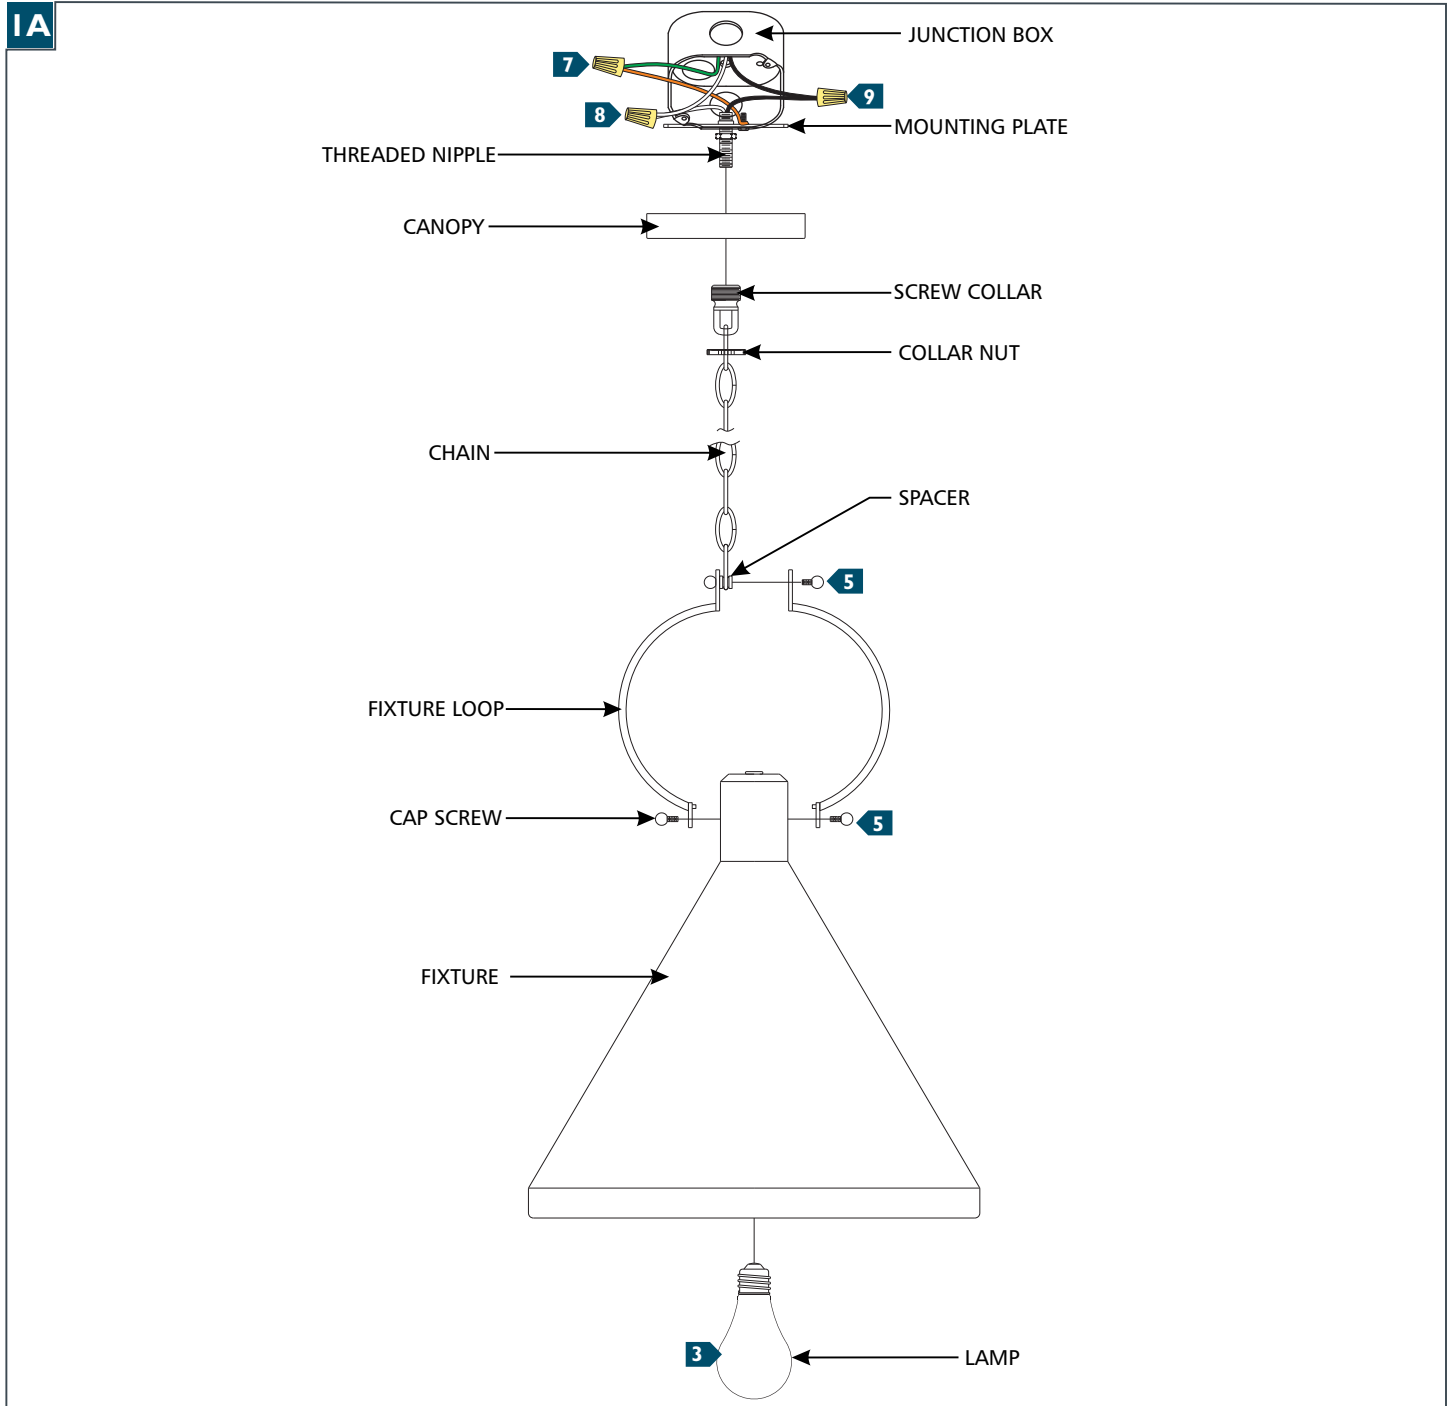 1A
JUNCTION BOX
7
9
8
MOUNTING PLATE
THREADED NIPPLE
CANOPY
SCREW COLLAR
COLLAR NUT
CHAIN
SPACER
5
FIXTURE LOOP
CAP SCREW
5
FIXTURE
3
LAMP